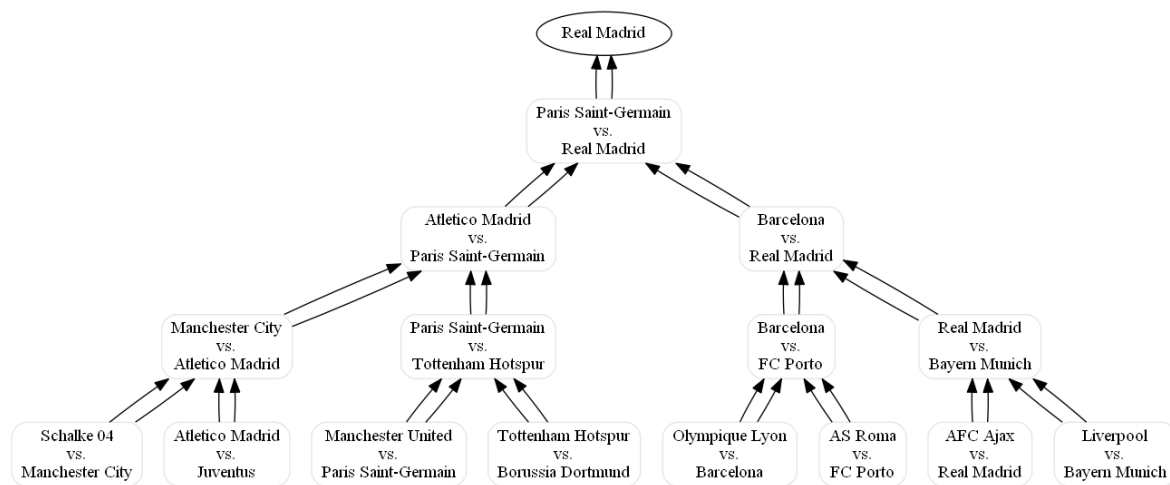 Real Madrid
Paris Saint-Germain
vs.
Real Madrid
Atletico Madrid
vs.
Paris Saint-Germain
Barcelona
vs.
Real Madrid
Manchester City
vs.
Atletico Madrid
Paris Saint-Germain
vs.
Tottenham Hotspur
Barcelona
vs.
FC Porto
Real Madrid
vs.
Bayern Munich
Schalke 04
vs.
Manchester City
Atletico Madrid
vs.
Juventus
Manchester United
vs.
Paris Saint-Germain
Tottenham Hotspur
vs.
Borussia Dortmund
Olympique Lyon
vs.
Barcelona
AS Roma
vs.
FC Porto
AFC Ajax
vs.
Real Madrid
Liverpool
vs.
Bayern Munich